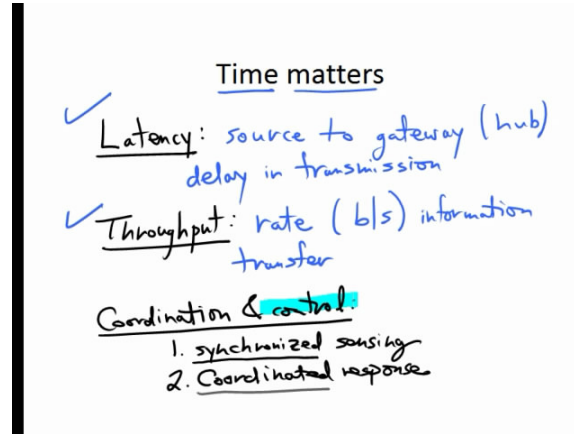 Time matters
Latency: source to gateway (hub)
delay in transmission
Throughput: rate (b/s) information
transfer
Coordination & control:
1. synchronized sensing
2. Coordinated response